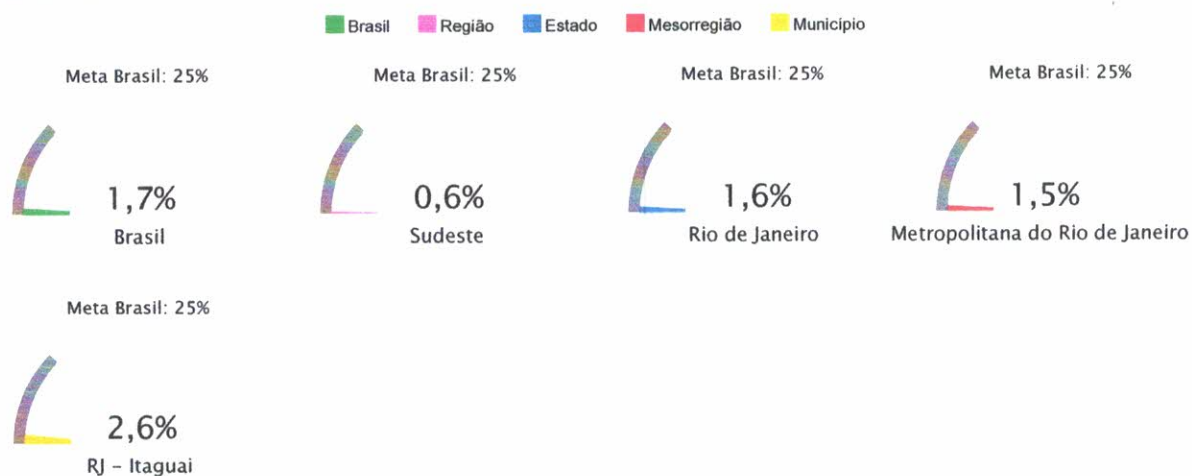 Brasil Região Estado Mesorregião Município
Meta Brasil: 25% Meta Brasil: 25% Meta Brasil: 25% Meta Brasil: 25%
1,7% 0,6% 1,6% 1,5%
Brasil Sudeste Rio de Janeiro Metropolitana do Rio de Janeiro
Meta Brasil: 25%
2,6%
RJ - Itaguai